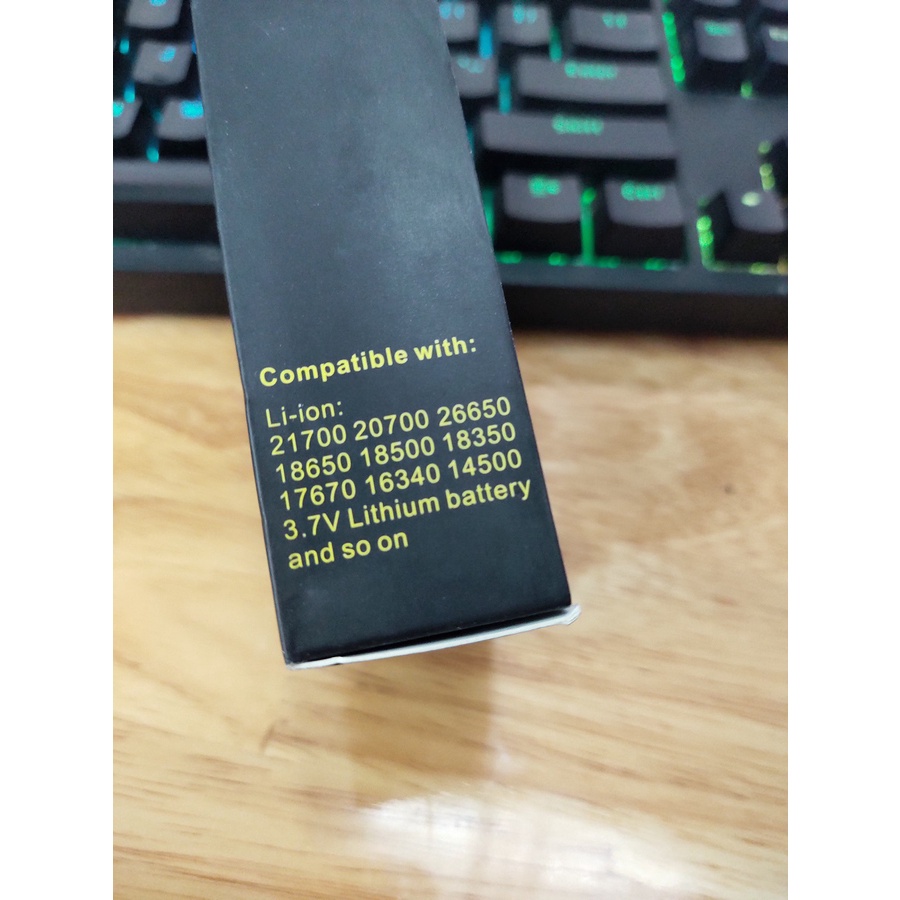 Compatible with:
Li-ion:
21700 20700 26650
18650 18500 18350
17670 16340 14500
3.7V Lithium battery
and so on